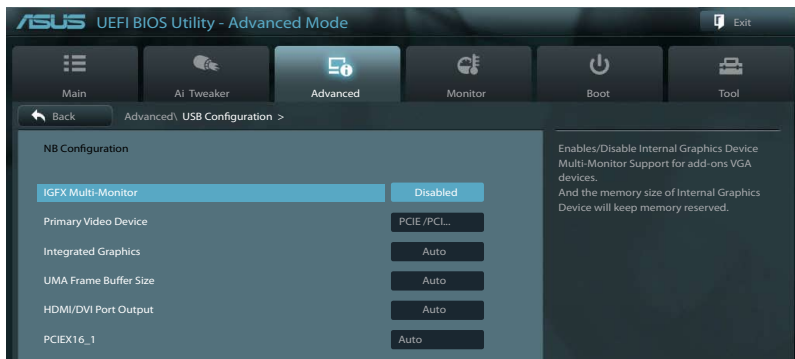 ASUS UEFI BIOS Utility - Advanced Mode
Exit
Main
Ai Tweaker
Advanced
Monitor
Boot
Tool
Back
Advanced\ USB Configuration >
NB Configuration
IGFX Multi-Monitor Disabled
Primary Video Device PCIE /PCI...
Integrated Graphics Auto
UMA Frame Buffer Size Auto
HDMI/DVI Port Output Auto
PCIEX16_1 Auto
Enables/Disable Internal Graphics Device
Multi-Monitor Support for add-ons VGA
devices.
And the memory size of Internal Graphics
Device will keep memory reserved.